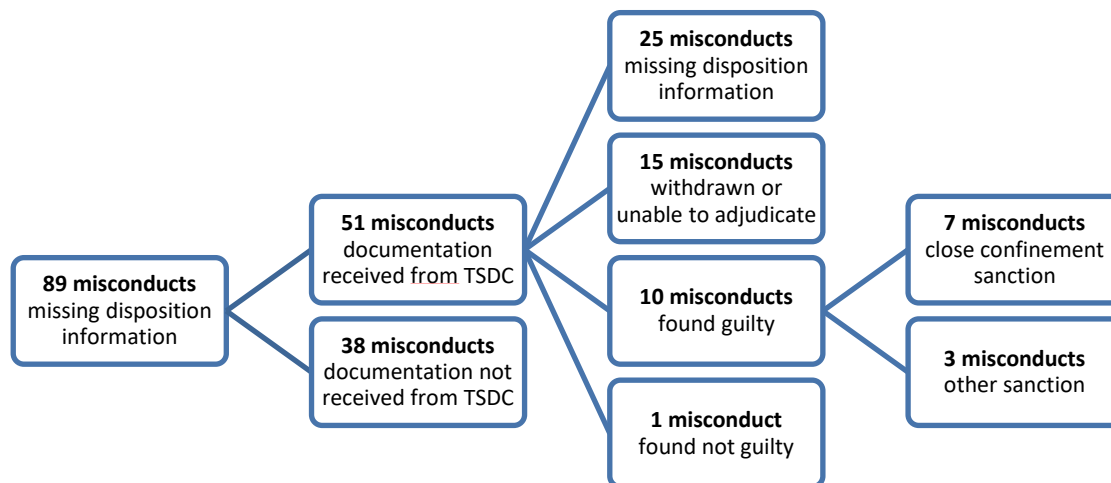 89 misconducts
missing disposition
information
51 misconducts
documentation
received from TSDC
38 misconducts
documentation not
received from TSDC
25 misconducts
missing disposition
information
15 misconducts
withdrawn or
unable to adjudicate
10 misconducts
found guilty
1 misconduct
found not guilty
7 misconducts
close confinement
sanction
3 misconducts
other sanction